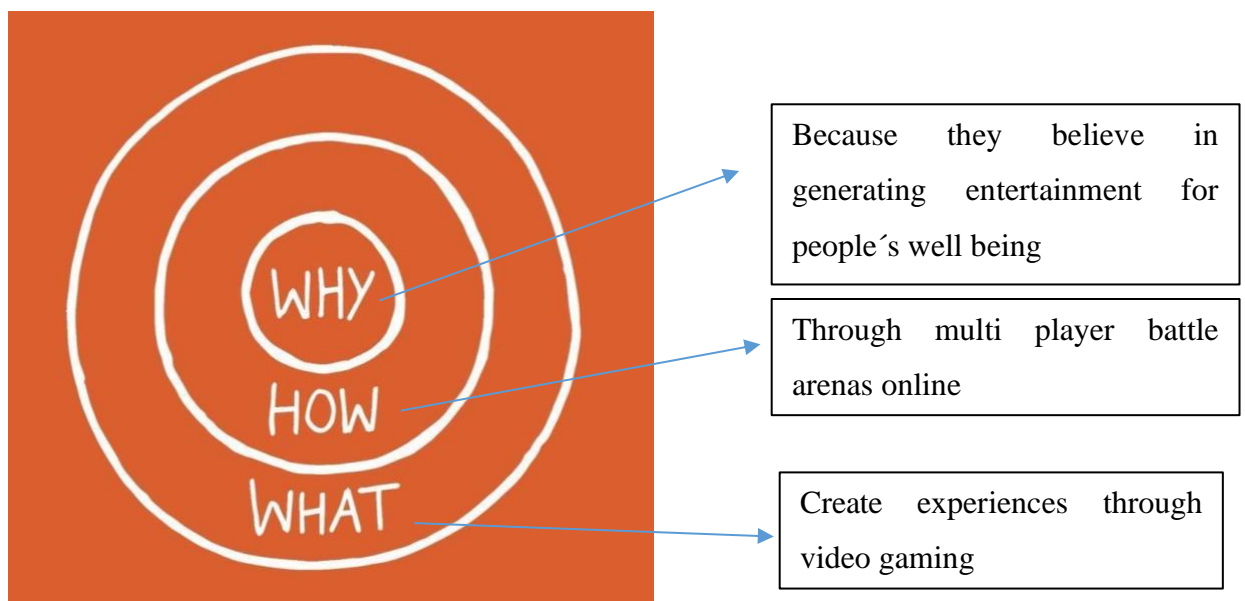 WHY
HOW
WHAT
Because they believe in
generating entertainment for
people´s well being
Through multi player battle
arenas online
Create experiences through
video gaming